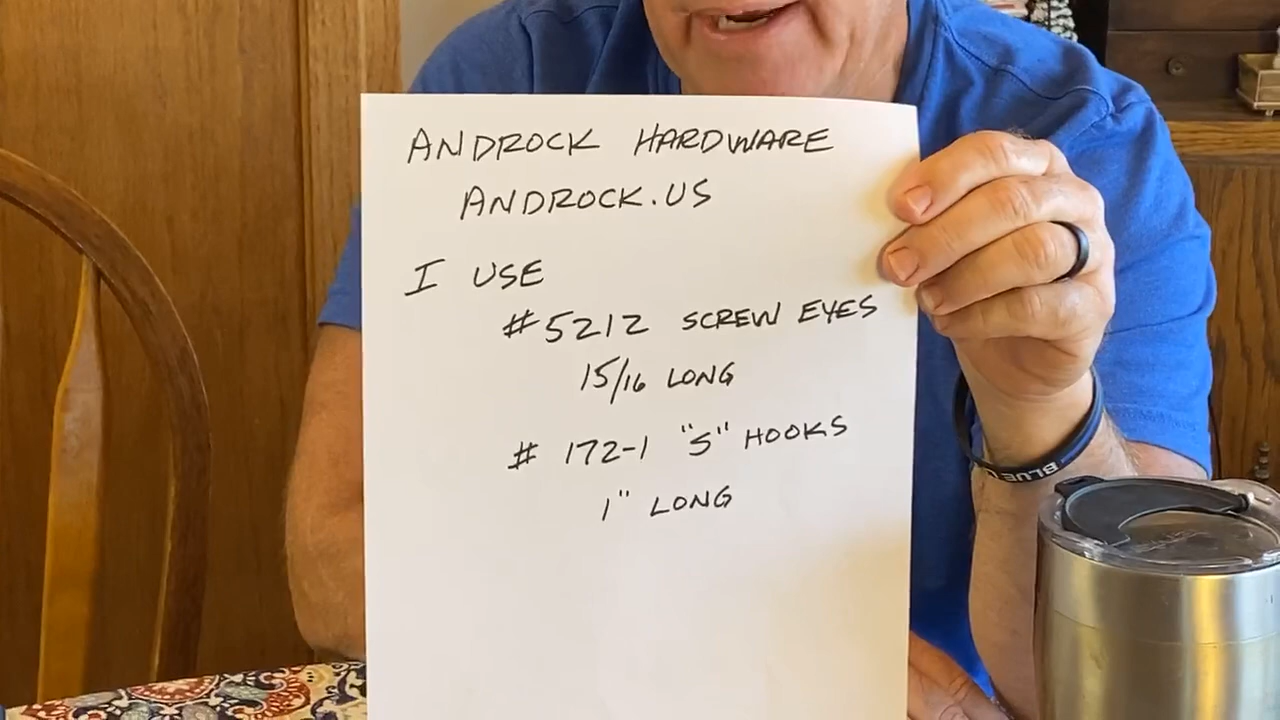 ANDROCK HARDWARE
ANDROCK.US
I USE
#5212 SCREW EYES
15/16 LONG
# 172-1 "S" HOOKS
1" LONG